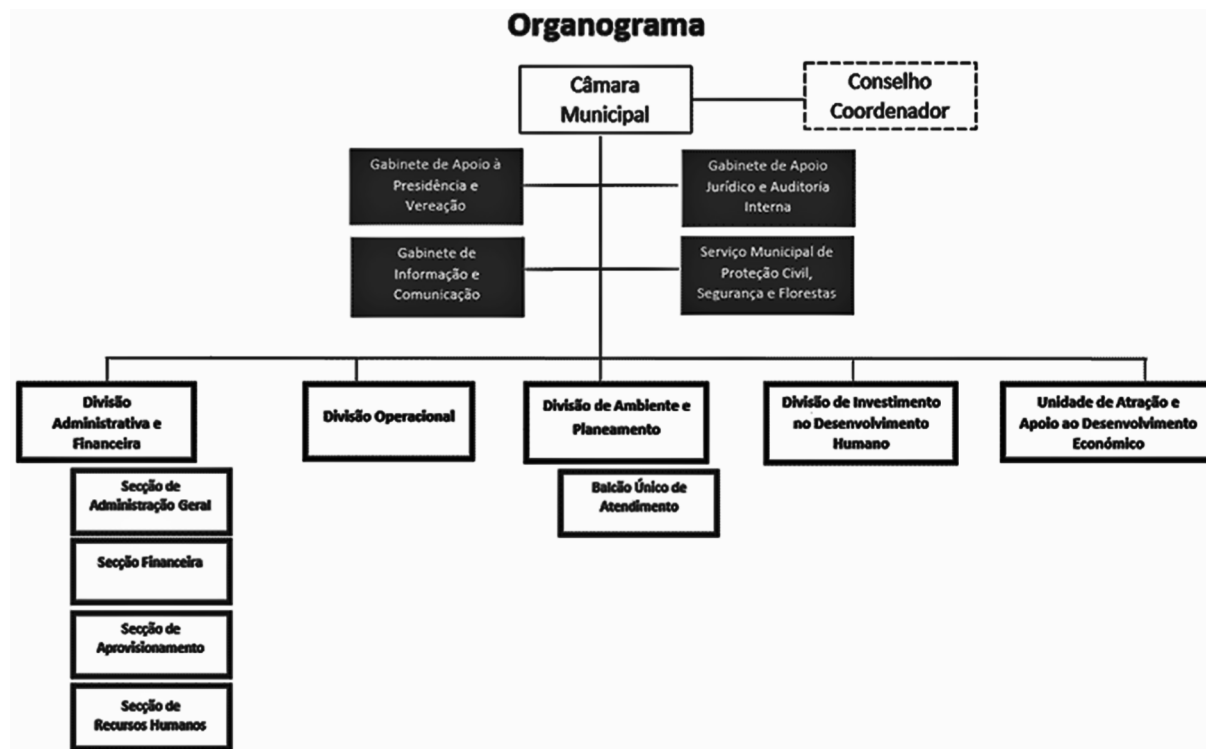 Organograma
Câmara
Municipal
Conselho
Coordenador
Gabinete de Apoio à
Presidência e
Vereação
Gabinete de Apoio
Jurídico e Auditoria
Interna
Gabinete de
Informação e
Comunicação
Serviço Municipal de
Proteção Civil,
Segurança e Florestas
Divisão
Administrativa e
Financeira
Divisão Operacional
Divisão de Ambiente e
Planeamento
Divisão de Investimento
no Desenvolvimento
Humano
Unidade de Atração e
Apoio ao Desenvolvimento
Económico
Secção de
Administração Geral
Secção Financeira
Secção de
Aprovisionamento
Secção de
Recursos Humanos
Balcão Único de
Atendimento